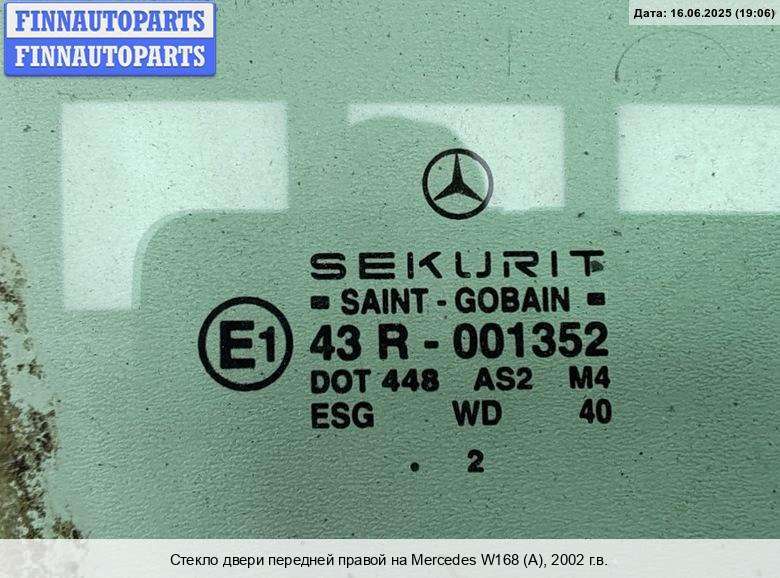 FINNAUTOPARTS
FINNAUTOPARTS
Дата: 16.06.2025 (19:06)
SEKURIT
SAINT - GOBAIN
E1 43 R - 001352
DOT 448 AS2 M4
ESG WD 40
. 2
Стекло двери передней правой на Mercedes W168 (A), 2002 г.в.